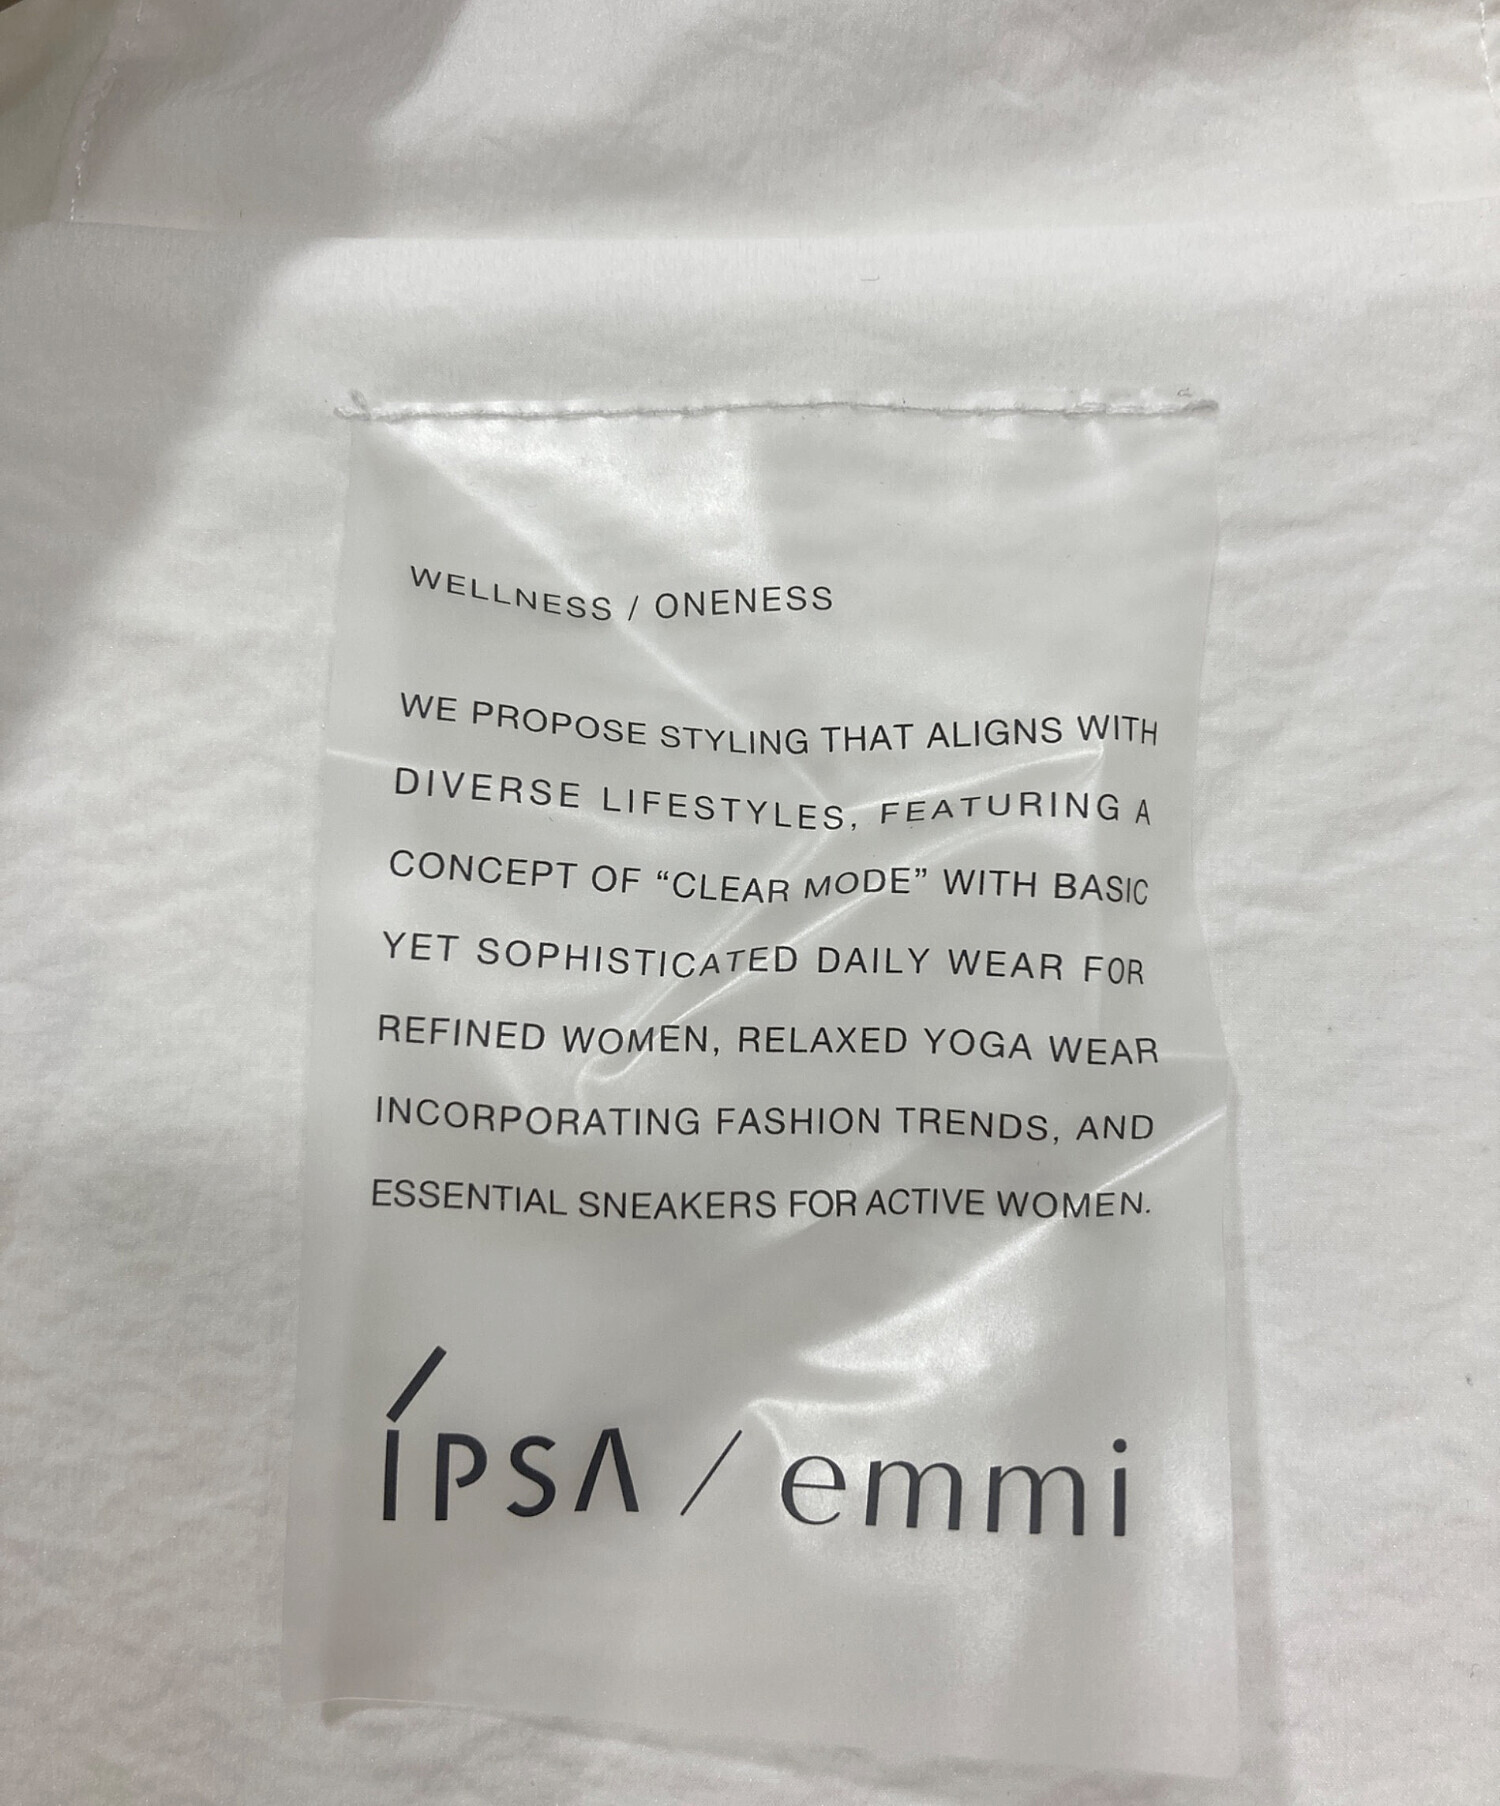 WELLNESS / ONENESS
WE PROPOSE STYLING THAT ALIGNS WITH
DIVERSE LIFESTYLES, FEATURING A
CONCEPT OF “CLEAR MODE” WITH BASIC
YET SOPHISTICATED DAILY WEAR FOR
REFINED WOMEN, RELAXED YOGA WEAR
INCORPORATING FASHION TRENDS, AND
ESSENTIAL SNEAKERS FOR ACTIVE WOMEN.
ÍPSA / emmi